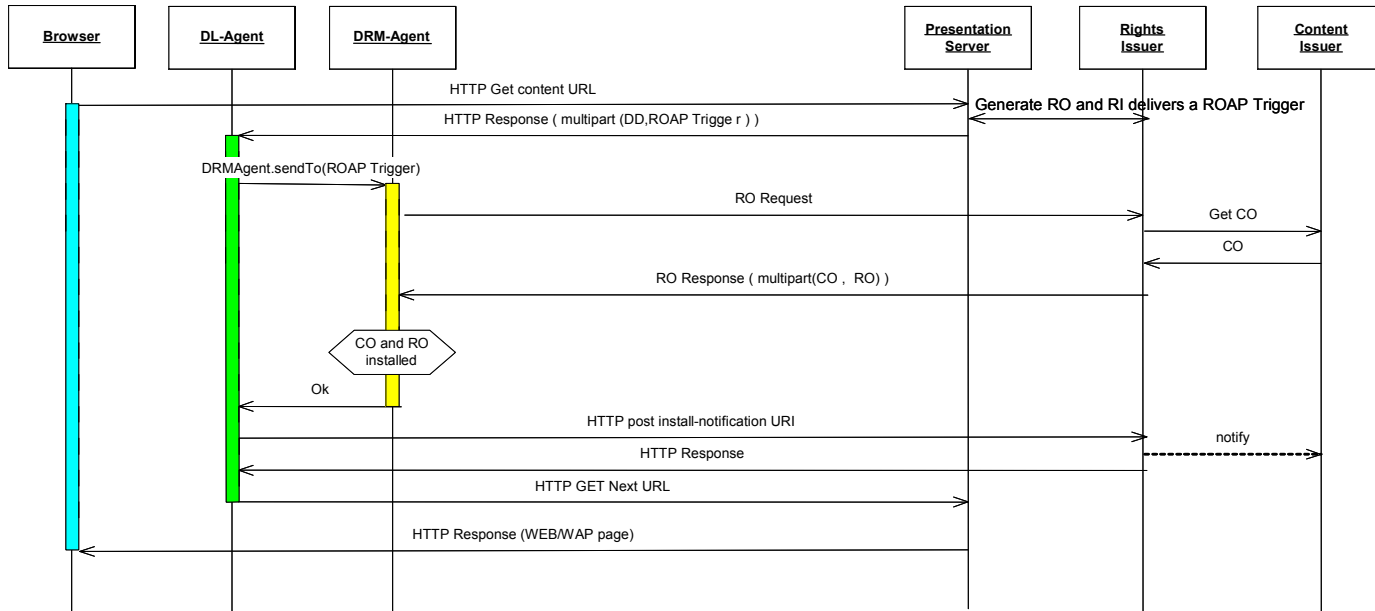 Browser
DL-Agent
DRM-Agent
Presentation
Server
Rights
Issuer
Content
Issuer
HTTP Get content URL
Generate RO and RI delivers a ROAP Trigger
HTTP Response ( multipart (DD,ROAP Trigge r ) )
DRMAgent.sendTo(ROAP Trigger)
RO Request
Get CO
CO
RO Response ( multipart(CO , RO) )
CO and RO
installed
Ok
HTTP post install-notification URI
notify
HTTP Response
HTTP GET Next URL
HTTP Response (WEB/WAP page)